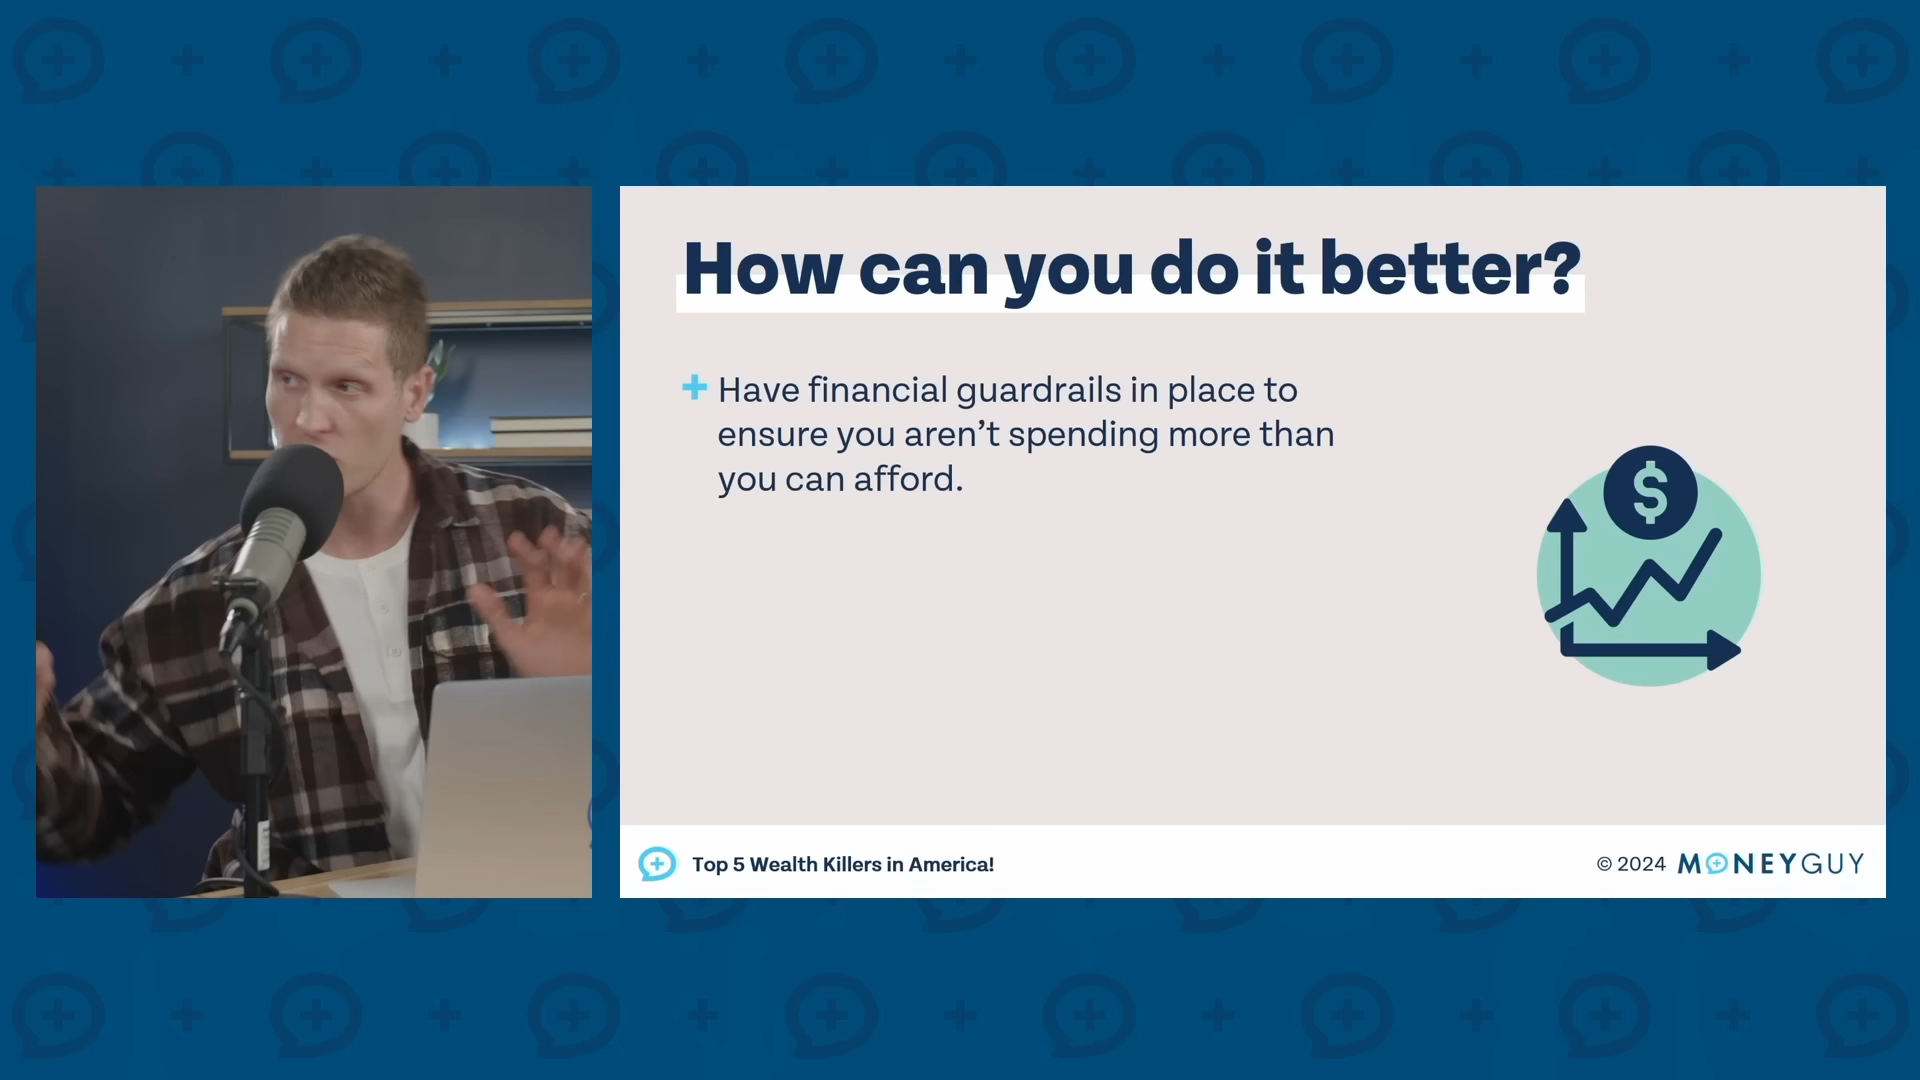 How can you do it better?
Have financial guardrails in place to
ensure you aren’t spending more than
you can afford.
$
Top 5 Wealth Killers in America!
© 2024 MONEYGUY